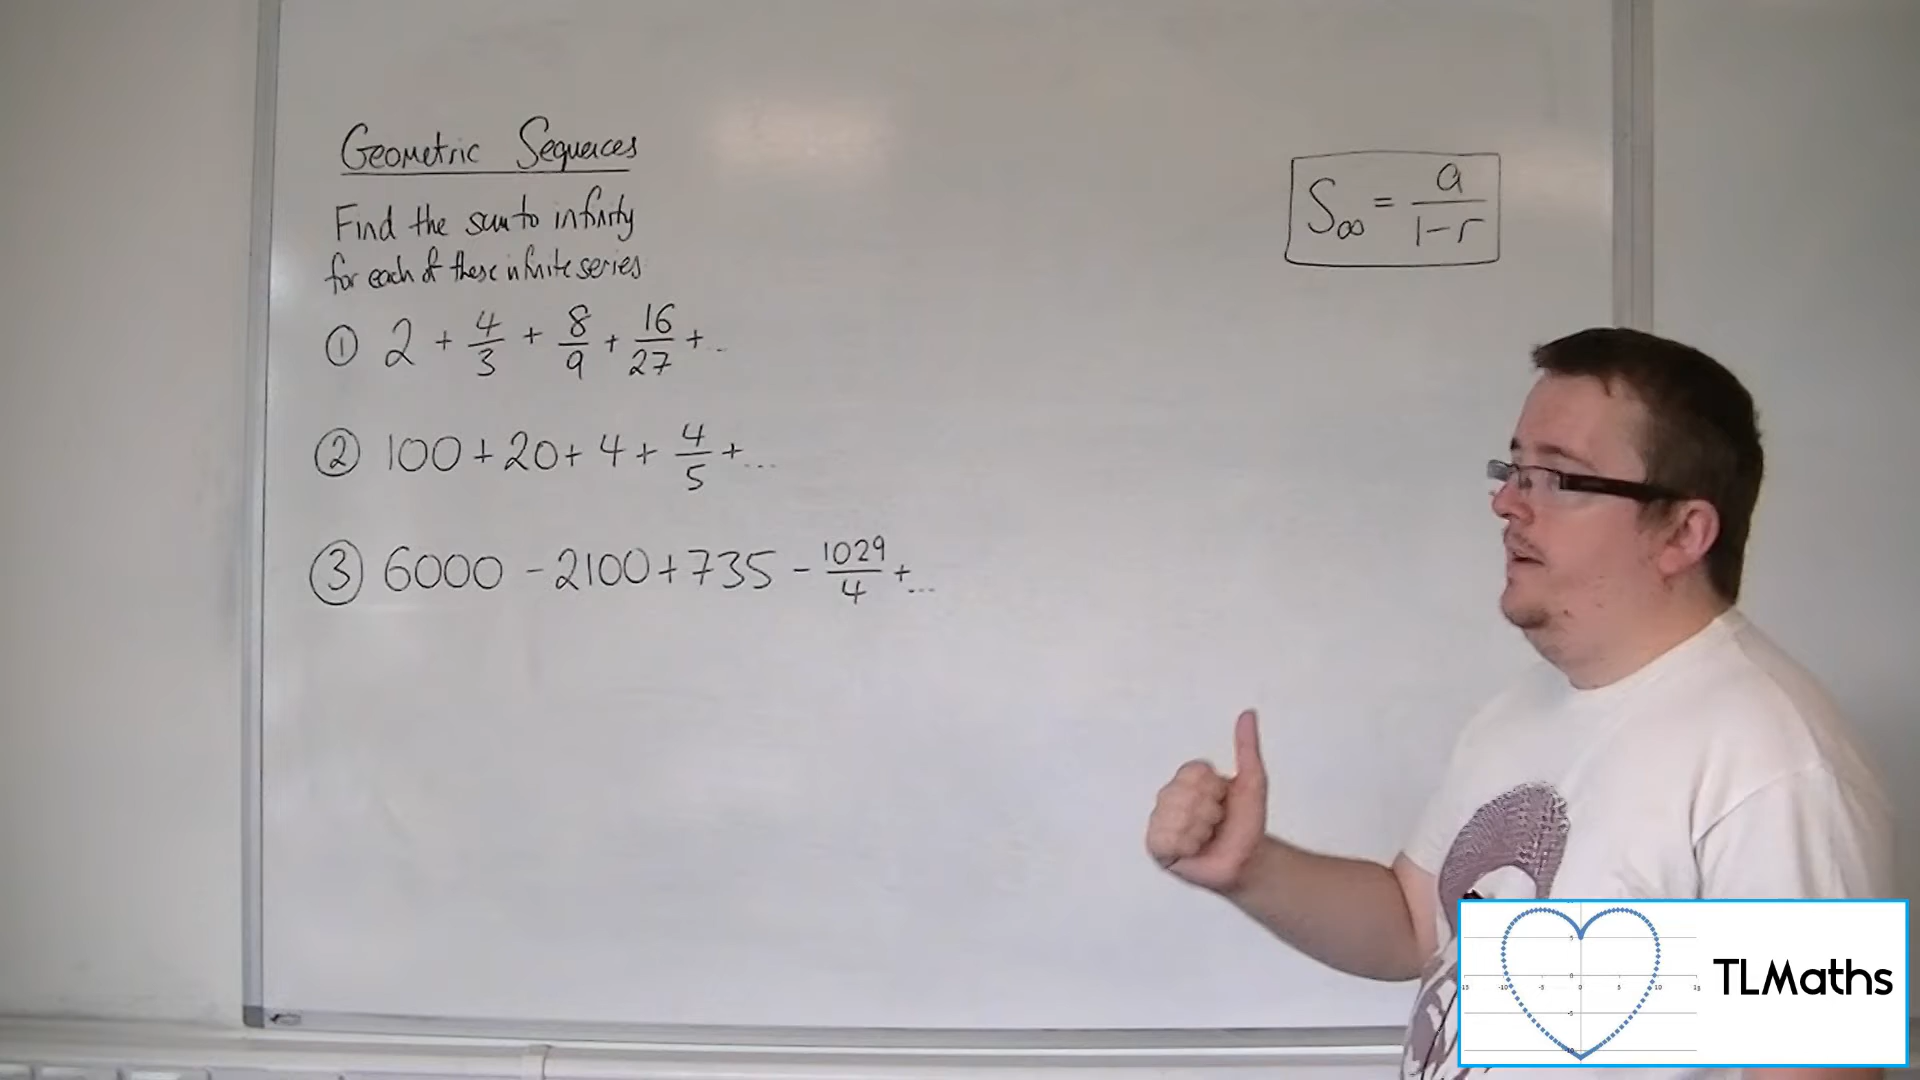 Geometric Sequences
Find the sum to infinity
for each of these infinite series
① 2 + 4/3 + 8/9 + 16/27 + ...
② 100 + 20 + 4 + 4/5 + ...
③ 6000 - 2100 + 735 - 1029/4 + ...
S∞ = a/(1-r)
TLMaths